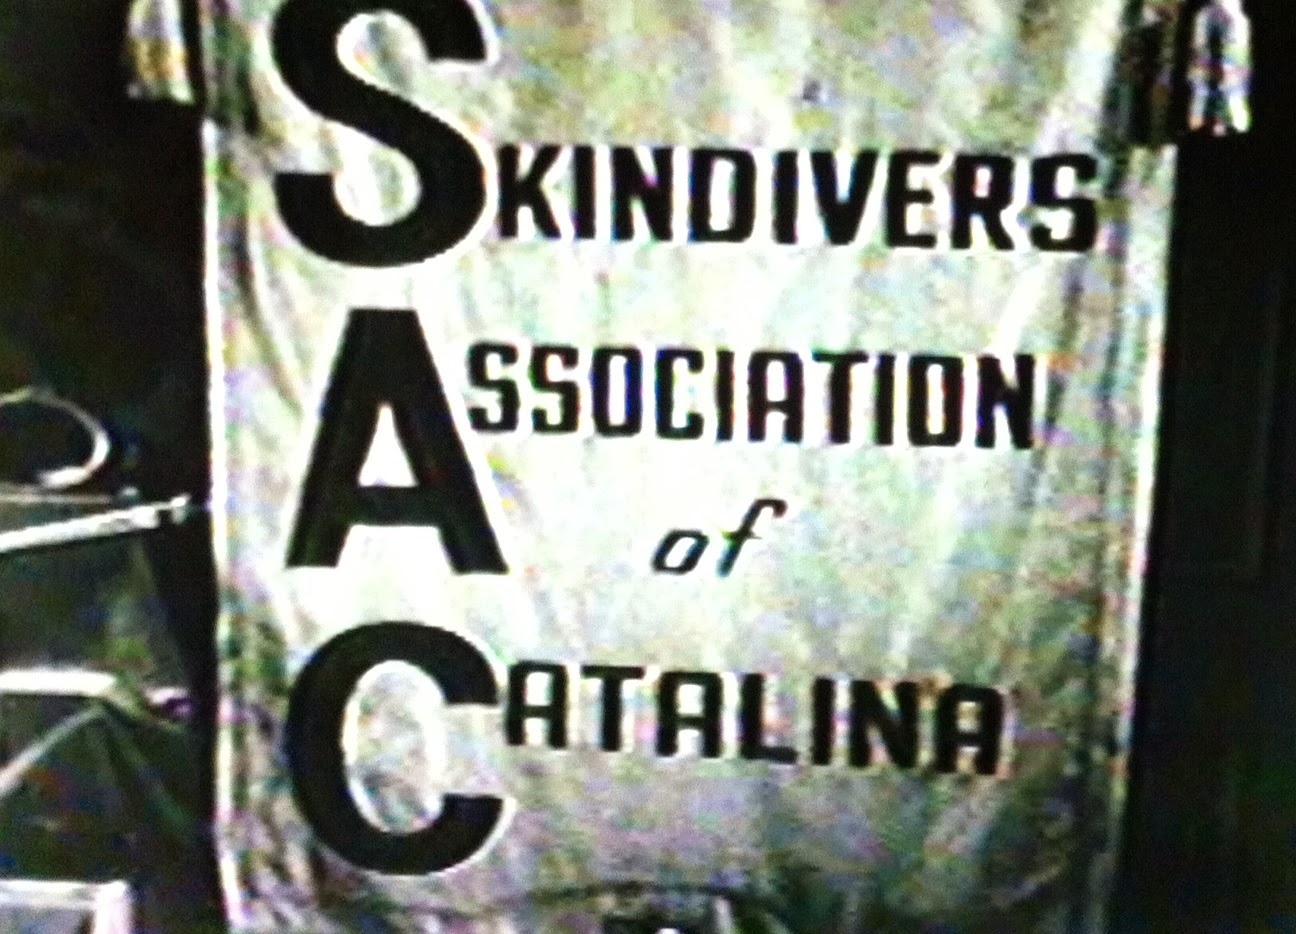 SKINDIVERS
ASSOCIATION
of
CATALINA